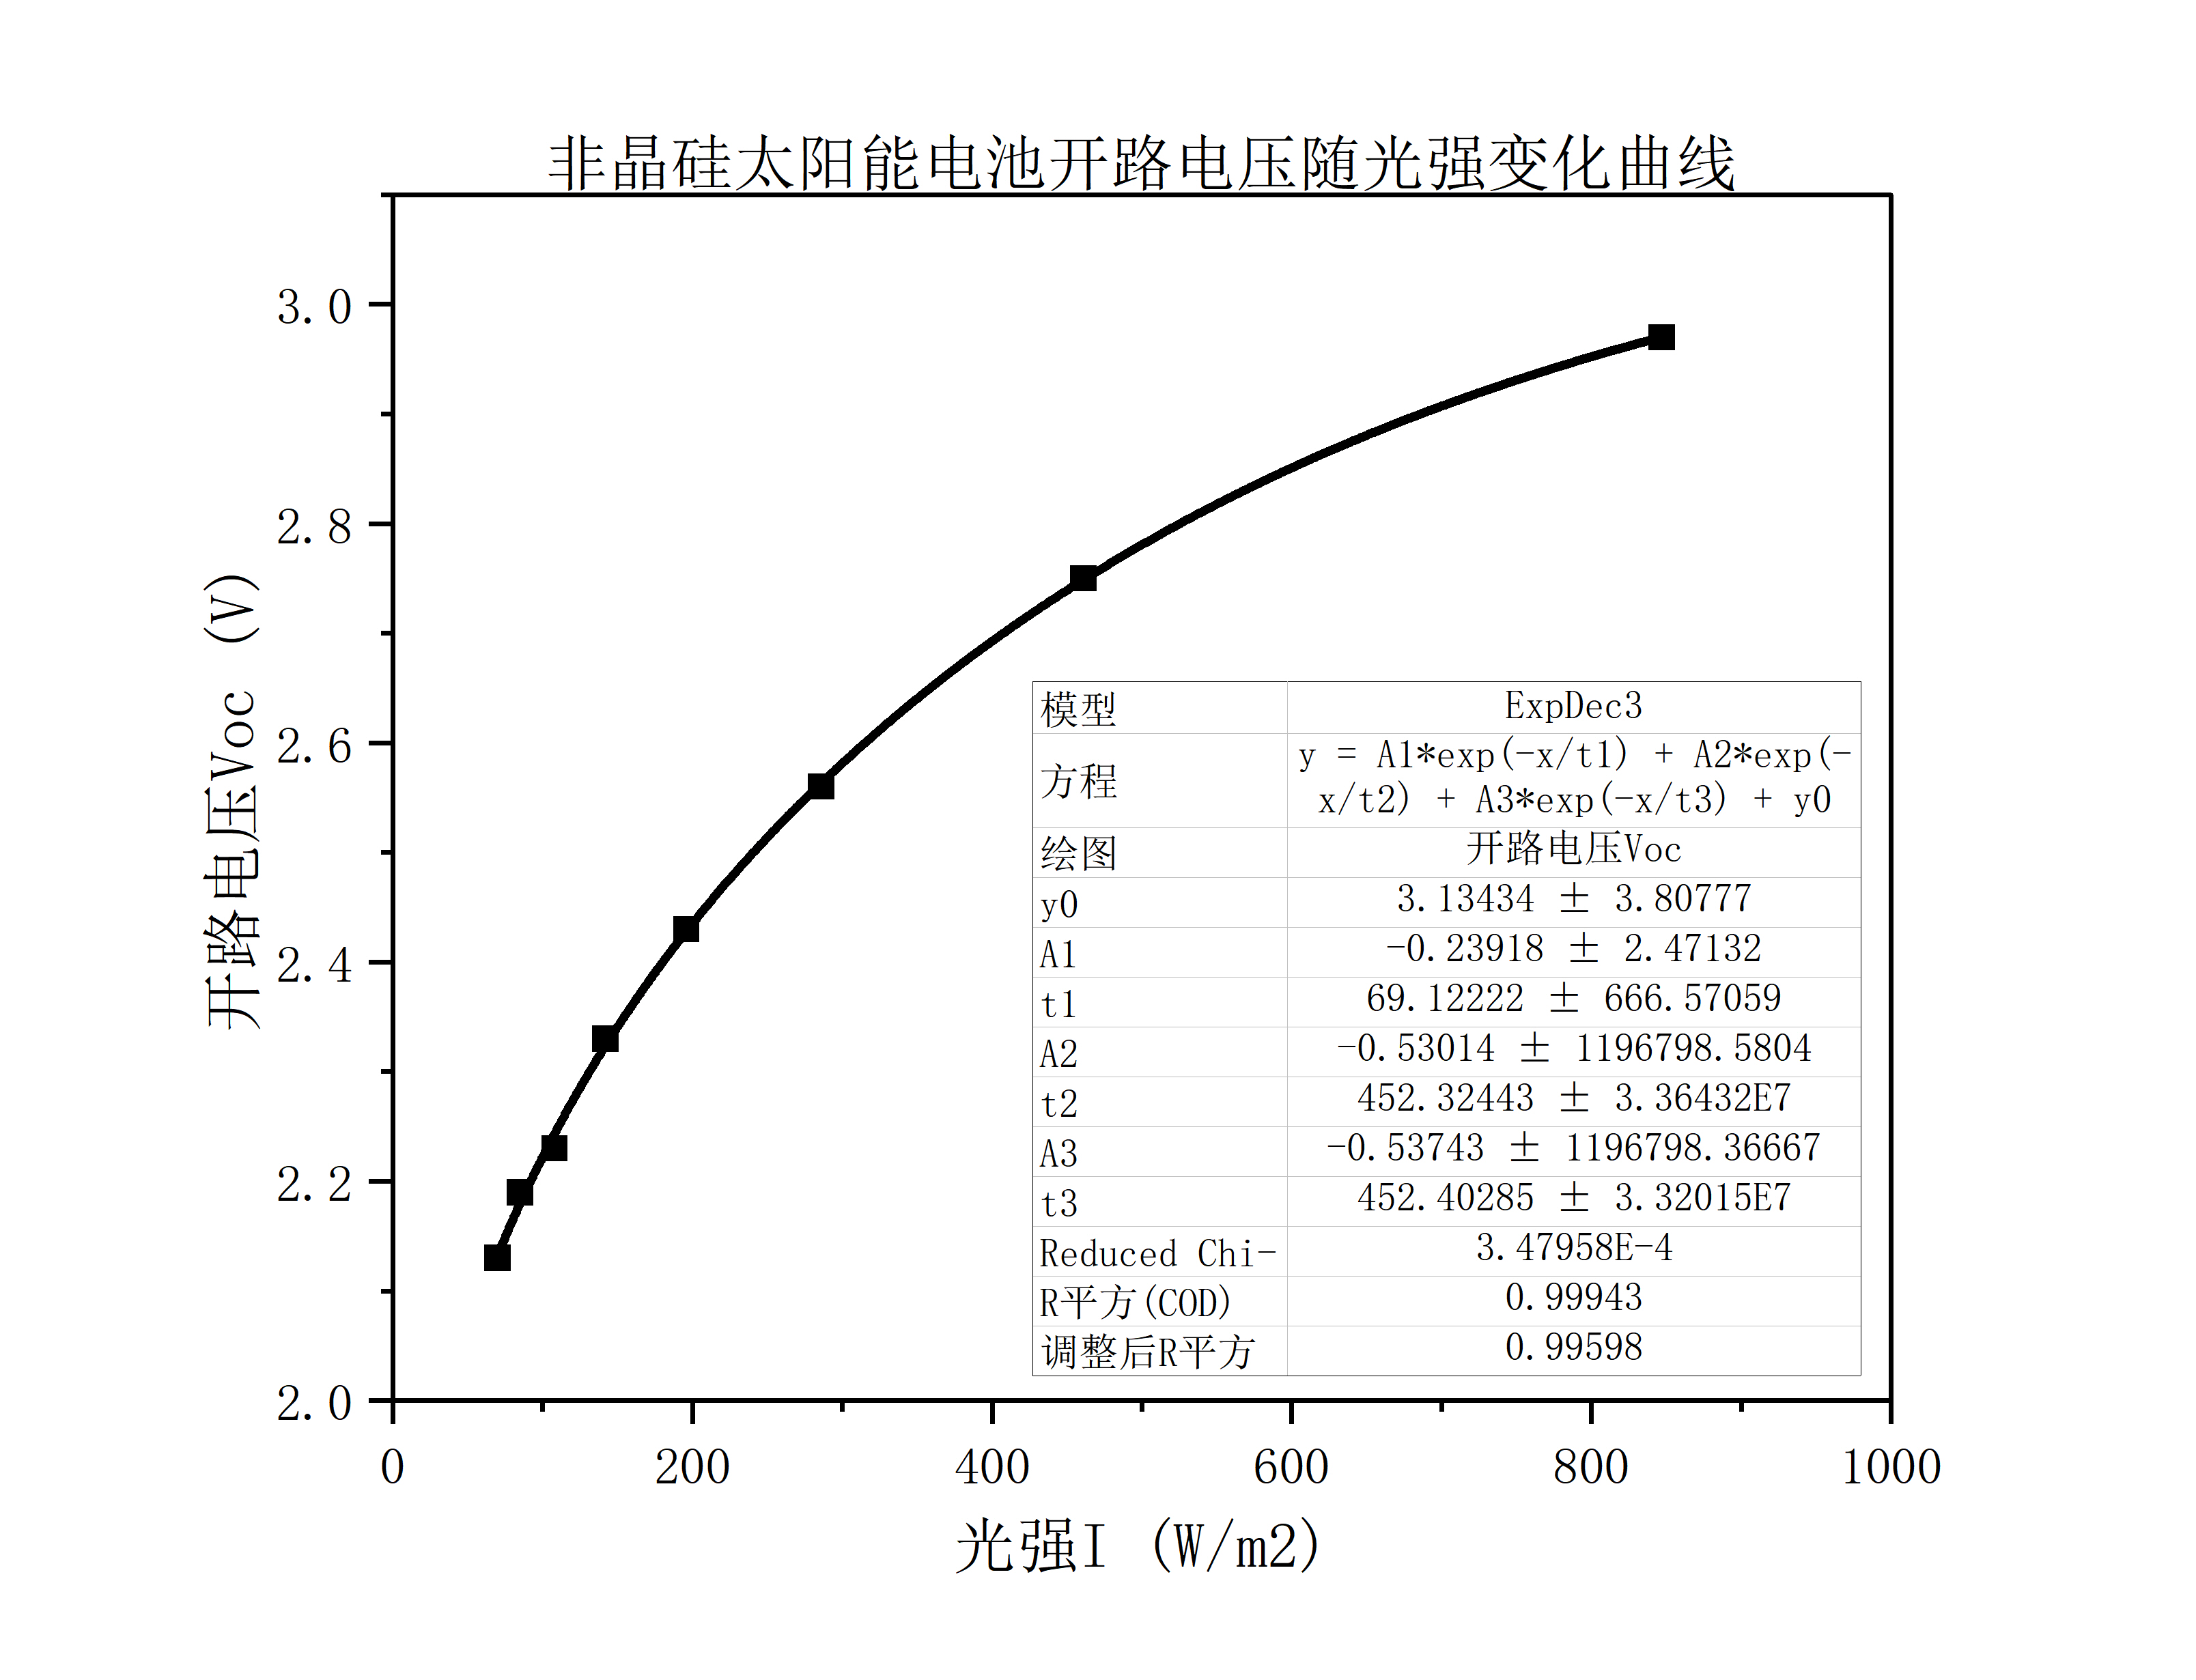 非晶硅太阳能电池开路电压随光强变化曲线
3.0
2.8
2.6
2.4
2.2
2.0
开路电压Voc (V)
0
200
400
600
800
1000
光强I (W/m2)
模型 ExpDec3
方程 y = A1*exp(-x/t1) + A2*exp(-
x/t2) + A3*exp(-x/t3) + y0
绘图 开路电压Voc
y0 3.13434 ± 3.80777
A1 -0.23918 ± 2.47132
t1 69.12222 ± 666.57059
A2 -0.53014 ± 1196798.5804
t2 452.32443 ± 3.36432E7
A3 -0.53743 ± 1196798.36667
t3 452.40285 ± 3.32015E7
Reduced Chi- 3.47958E-4
R平方(COD) 0.99943
调整后R平方 0.99598